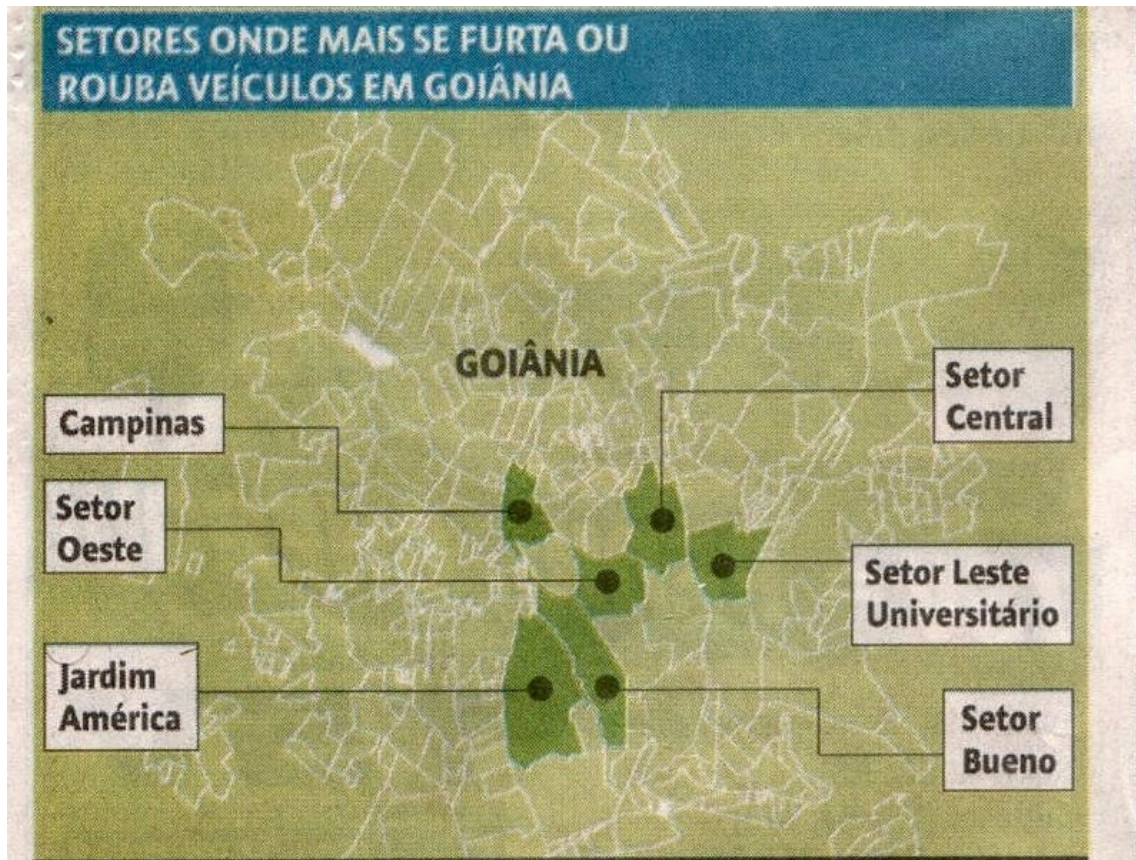 SETORES ONDE MAIS SE FURTA OU
ROUBA VEÍCULOS EM GOIÂNIA
GOIÂNIA
Setor
Central
Campinas
Setor
Oeste
Setor Leste
Universitário
Jardim
América
Setor
Bueno